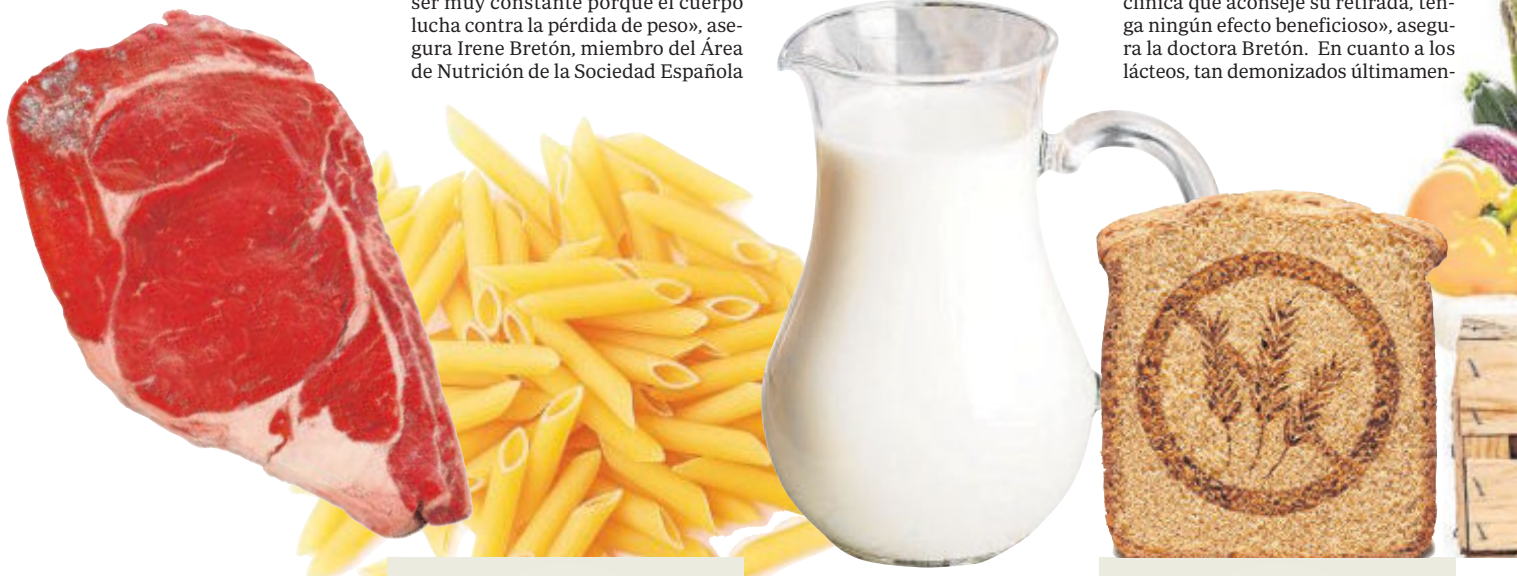 ser muy constante porque el cuerpo
lucha contra la pérdida de peso», ase-
gura Irene Bretón, miembro del Área
de Nutrición de la Sociedad Española
clínica que aconseje su retirada, ten-
ga ningún efecto beneficioso», asegu-
ra la doctora Bretón. En cuanto a los
lácteos, tan demonizados últimamen-